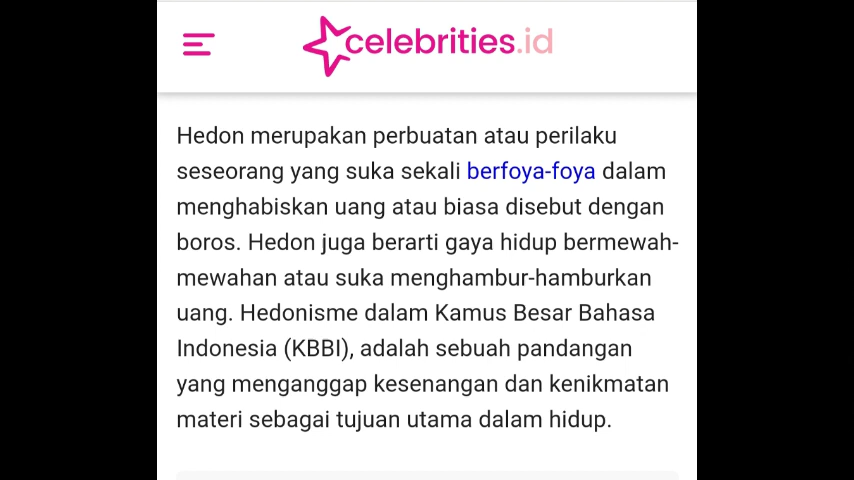 celebrities.id
Hedon merupakan perbuatan atau perilaku
seseorang yang suka sekali berfoya-foya dalam
menghabiskan uang atau biasa disebut dengan
boros. Hedon juga berarti gaya hidup bermewah-
mewahan atau suka menghambur-hamburkan
uang. Hedonisme dalam Kamus Besar Bahasa
Indonesia (KBBI), adalah sebuah pandangan
yang menganggap kesenangan dan kenikmatan
materi sebagai tujuan utama dalam hidup.